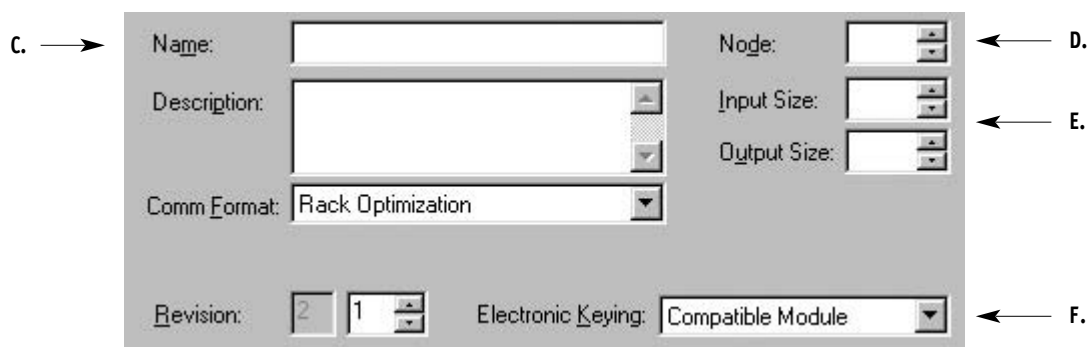 C. Name: Node: D.
Description: Input Size: E.
Output Size:
Comm Format: Rack Optimization
Revision: 2 1 Electronic Keying: Compatible Module F.